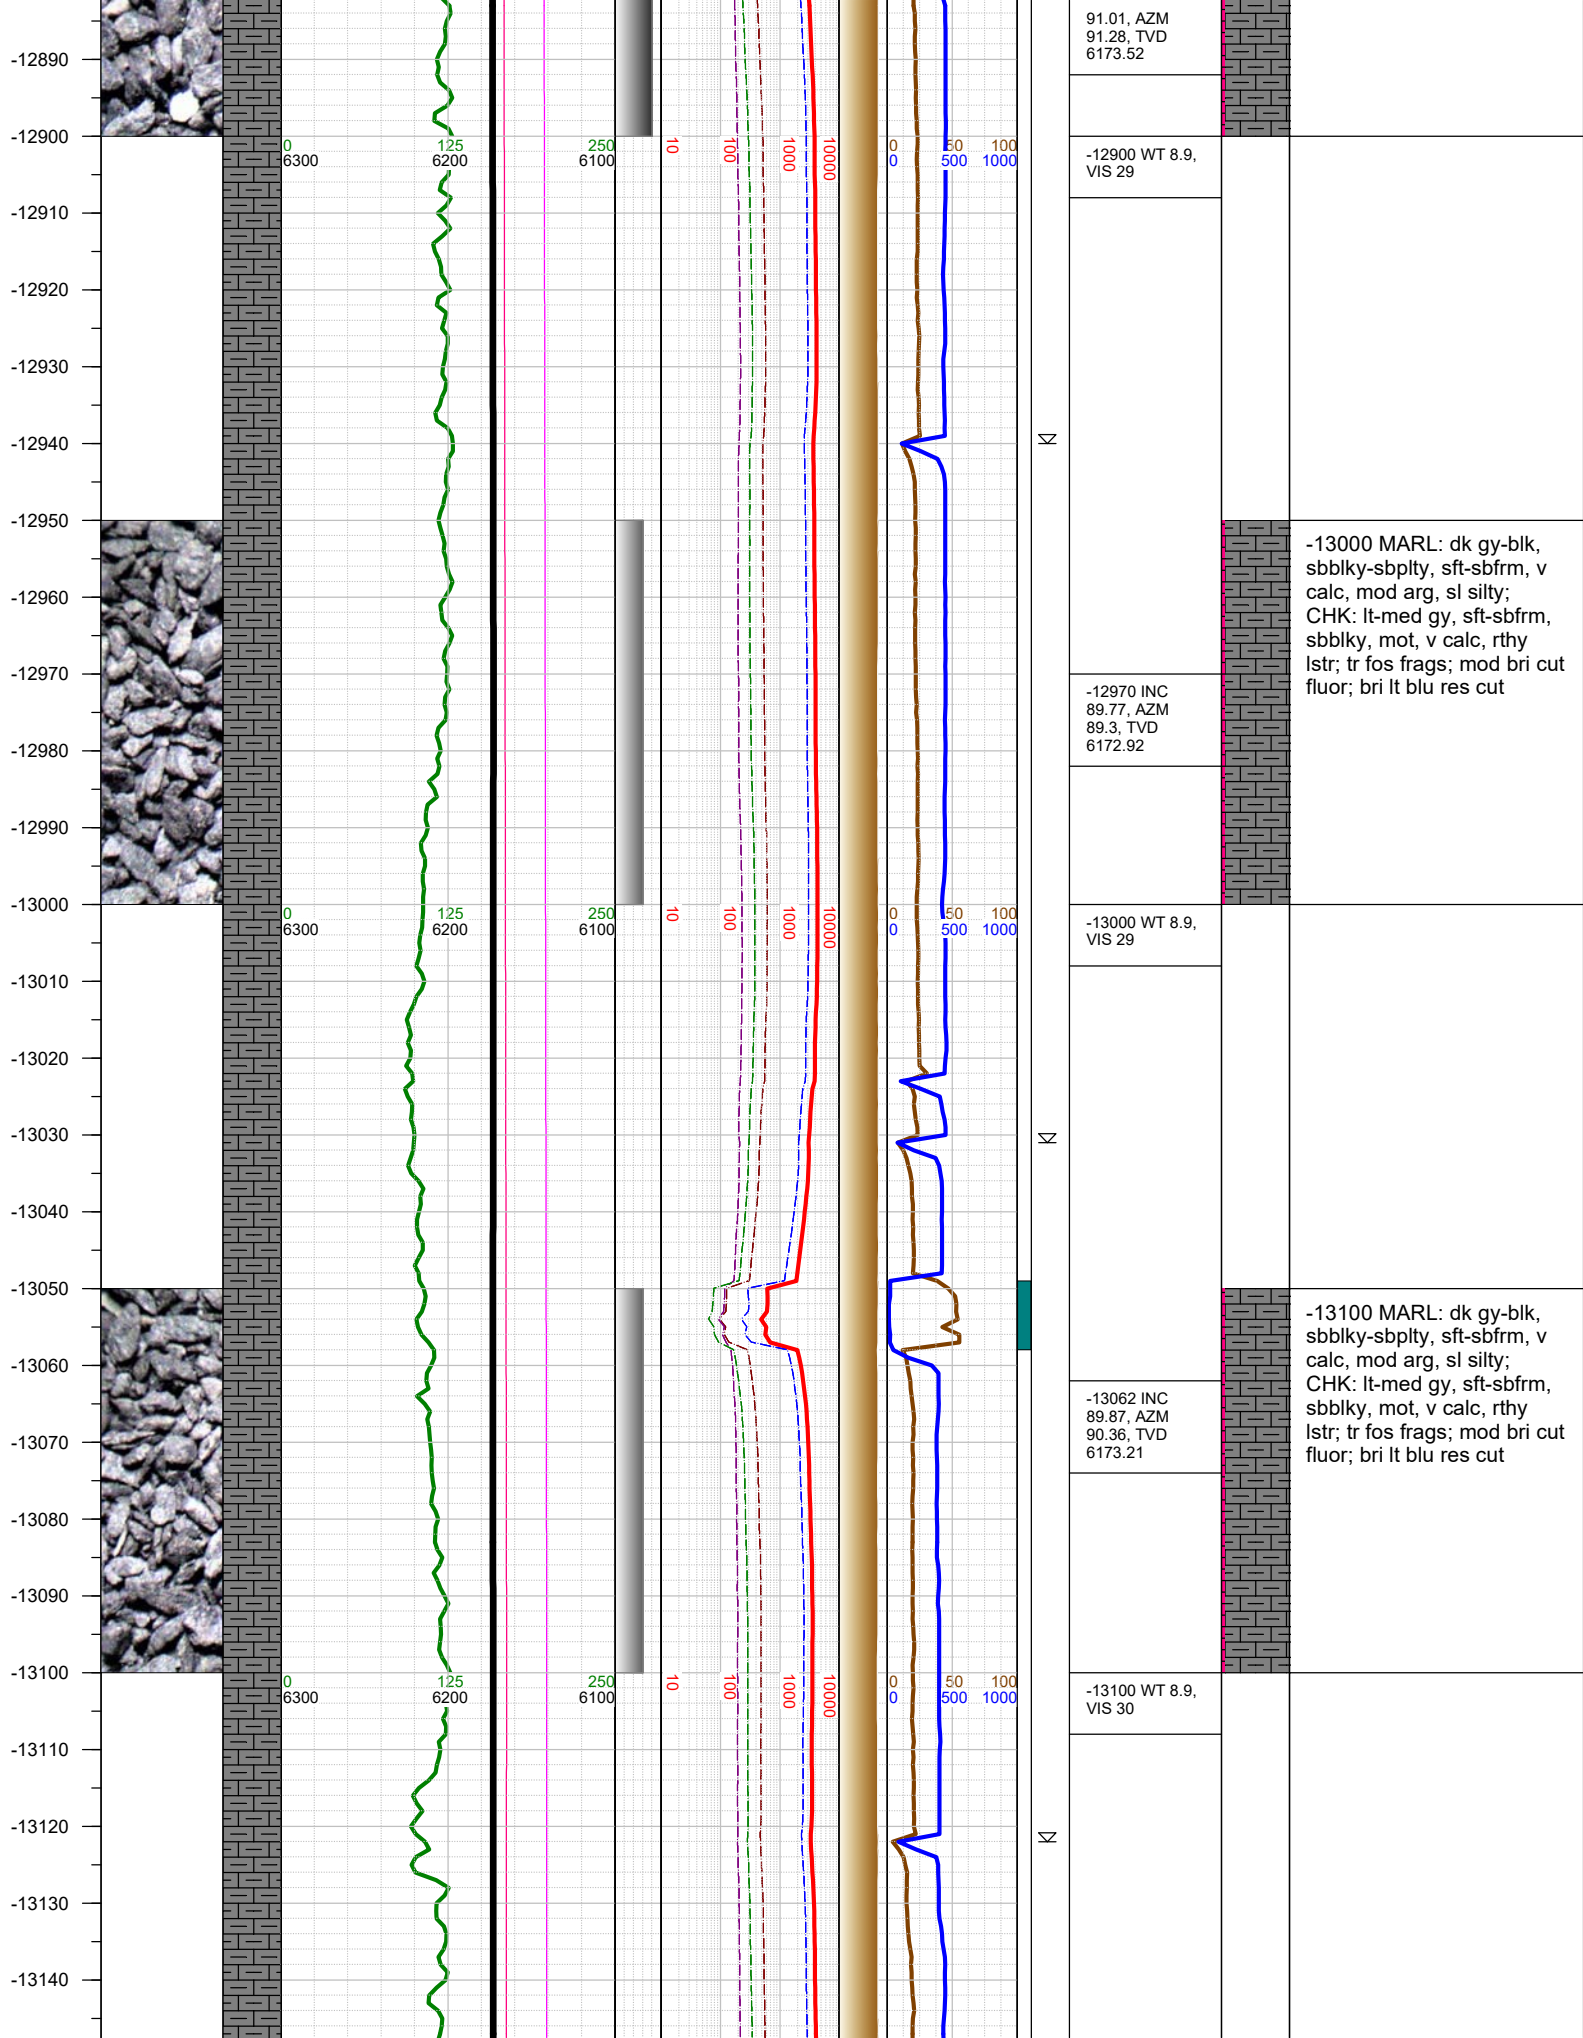 91.01, AZM
91.28, TVD
6173.52
-12890
-12900
0 125 250 10 100 1000 10000 0 50 100
6300 6200 6100 0 500 1000
-12900 WT 8.9,
VIS 29
-12910
-12920
-12930
-12940
-12950
-13000 MARL: dk gy-blk,
sbblky-sbplty, sft-sbfrm, v
calc, mod arg, sl silty;
CHK: lt-med gy, sft-sbfrm,
sbblky, mot, v calc, rthy
lstr; tr fos frags; mod bri cut
fluor; bri lt blu res cut
-12960
-12970
-12970 INC
89.77, AZM
89.3, TVD
6172.92
-12980
-12990
-13000
0 125 250 10 100 1000 10000 0 50 100
6300 6200 6100 0 500 1000
-13000 WT 8.9,
VIS 29
-13010
-13020
-13030
-13040
-13050
-13100 MARL: dk gy-blk,
sbblky-sbplty, sft-sbfrm, v
calc, mod arg, sl silty;
CHK: lt-med gy, sft-sbfrm,
sbblky, mot, v calc, rthy
lstr; tr fos frags; mod bri cut
fluor; bri lt blu res cut
-13060
-13062 INC
89.87, AZM
90.36, TVD
6173.21
-13070
-13080
-13090
-13100
0 125 250 10 100 1000 10000 0 50 100
6300 6200 6100 0 500 1000
-13100 WT 8.9,
VIS 30
-13110
-13120
-13130
-13140